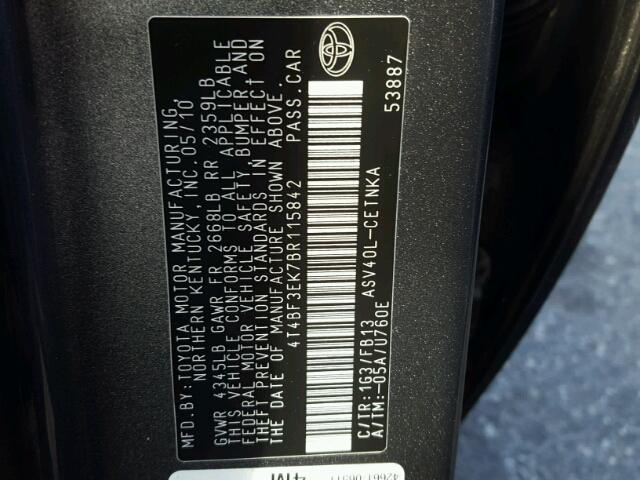 MFD. BY: TOYOTA MOTOR MANUFACTURING,
NORTHERN KENTUCKY, INC. 05/10
GVWR 4345LB GAWR FR 2668LB RR 2359LB
THIS VEHICLE CONFORMS TO ALL APPLICABLE
FEDERAL MOTOR VEHICLE SAFETY, BUMPER AND
THEFT PREVENTION STANDARDS IN EFFECT ON
THE DATE OF MANUFACTURE SHOWN ABOVE.
4T4BF3EK7BR115842 PASS.CAR
C/TR:1G3/FB13 ASV40L-CETNKA
A/TM:-05A/U760E
53887
4M